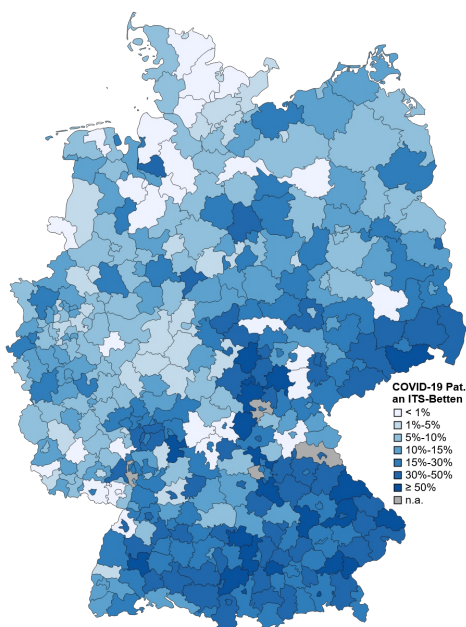 COVID-19 Pat.
an ITS-Betten
< 1%
1%-5%
5%-10%
10%-15%
15%-30%
30%-50%
≥ 50%
n.a.